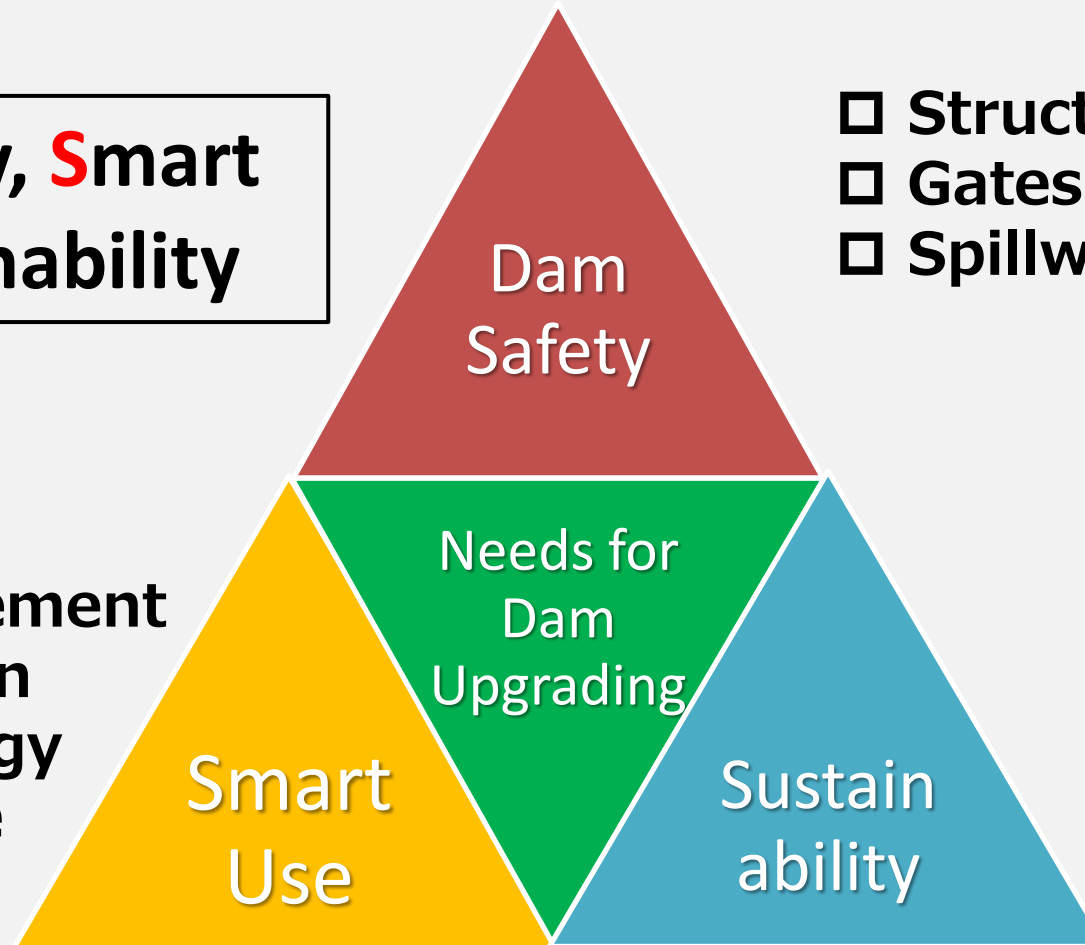 y, Smart
nability
Struct
Gates
Spillw
Dam
Safety
ement
n
gy
e
Needs for
Dam
Upgrading
Smart
Use
Sustain
ability